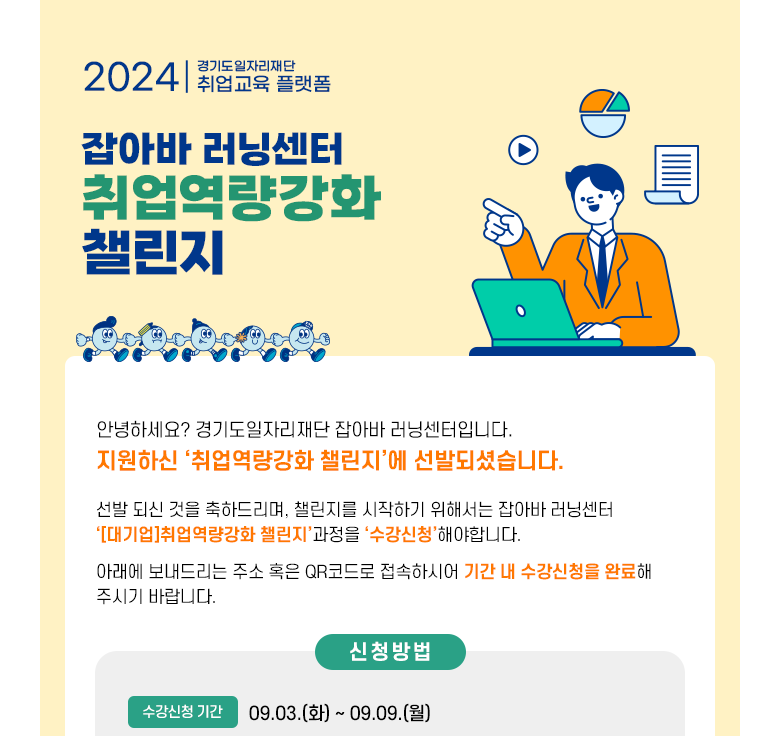 2024 경기도일자리재단
취업교육 플랫폼
잡아바 러닝센터
취업역량강화
챌린지
안녕하세요? 경기도일자리재단 잡아바 러닝센터입니다.
지원하신 ‘취업역량강화 챌린지’에 선발되셨습니다.
선발 되신 것을 축하드리며, 챌린지를 시작하기 위해서는 잡아바 러닝센터
‘[대기업]취업역량강화 챌린지’과정을 ‘수강신청’해야합니다.
아래에 보내드리는 주소 혹은 QR코드로 접속하시어 기간 내 수강신청을 완료해
주시기 바랍니다.
신청방법
수강신청 기간 09.03.(화) ~ 09.09.(월)